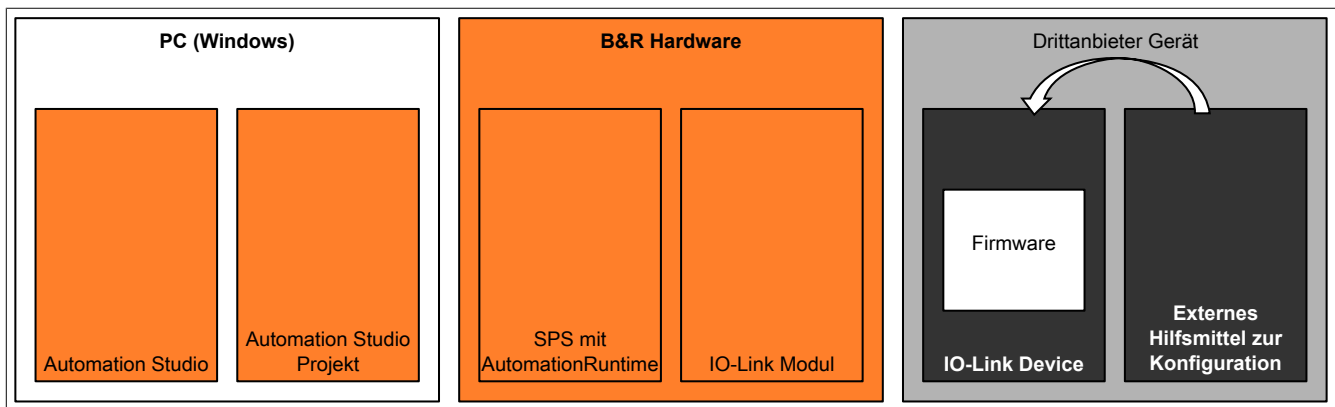 PC (Windows)
Automation Studio
Automation Studio
Projekt
B&R Hardware
SPS mit
AutomationRuntime
IO-Link Modul
Drittanbieter Gerät
Firmware
IO-Link Device
Externes
Hilfsmittel zur
Konfiguration